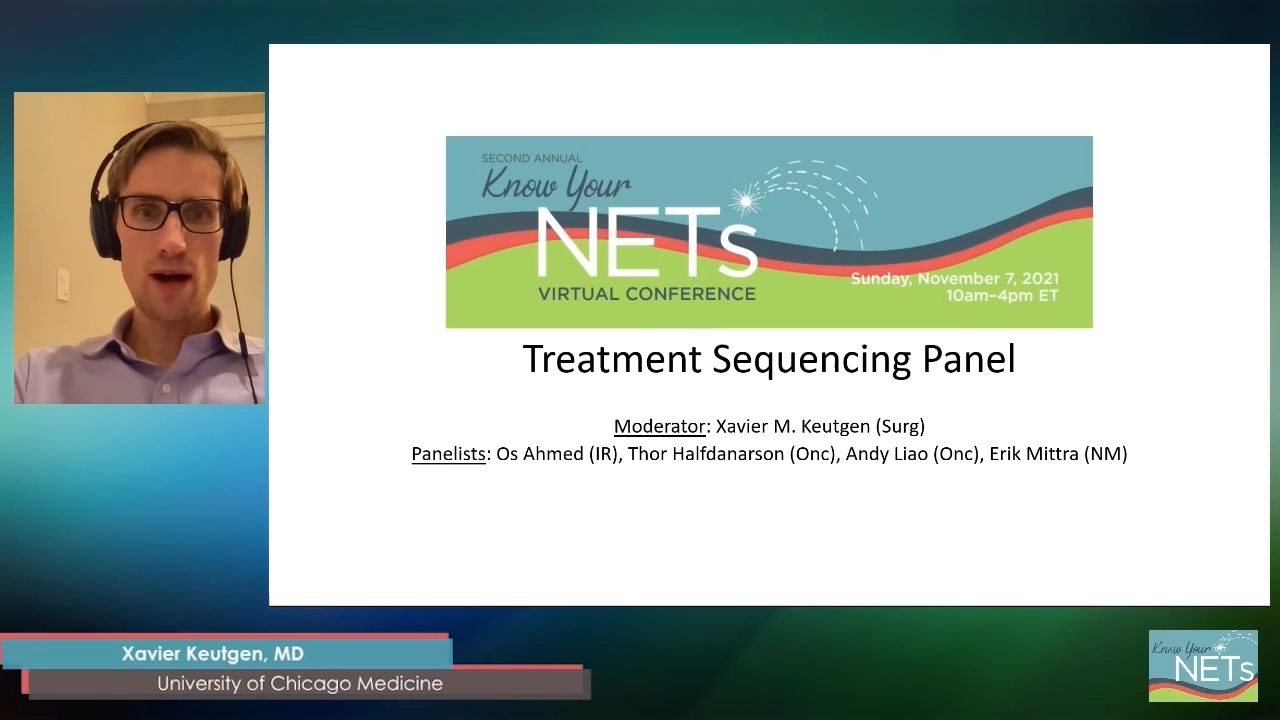 SECOND ANNUAL
Know Your
NETs
VIRTUAL CONFERENCE
Sunday, November 7, 2021
10am–4pm ET
Treatment Sequencing Panel
Moderator: Xavier M. Keutgen (Surg)
Panelists: Os Ahmed (IR), Thor Halfdanarson (Onc), Andy Liao (Onc), Erik Mittra (NM)
Xavier Keutgen, MD
University of Chicago Medicine
Know Your
NETs